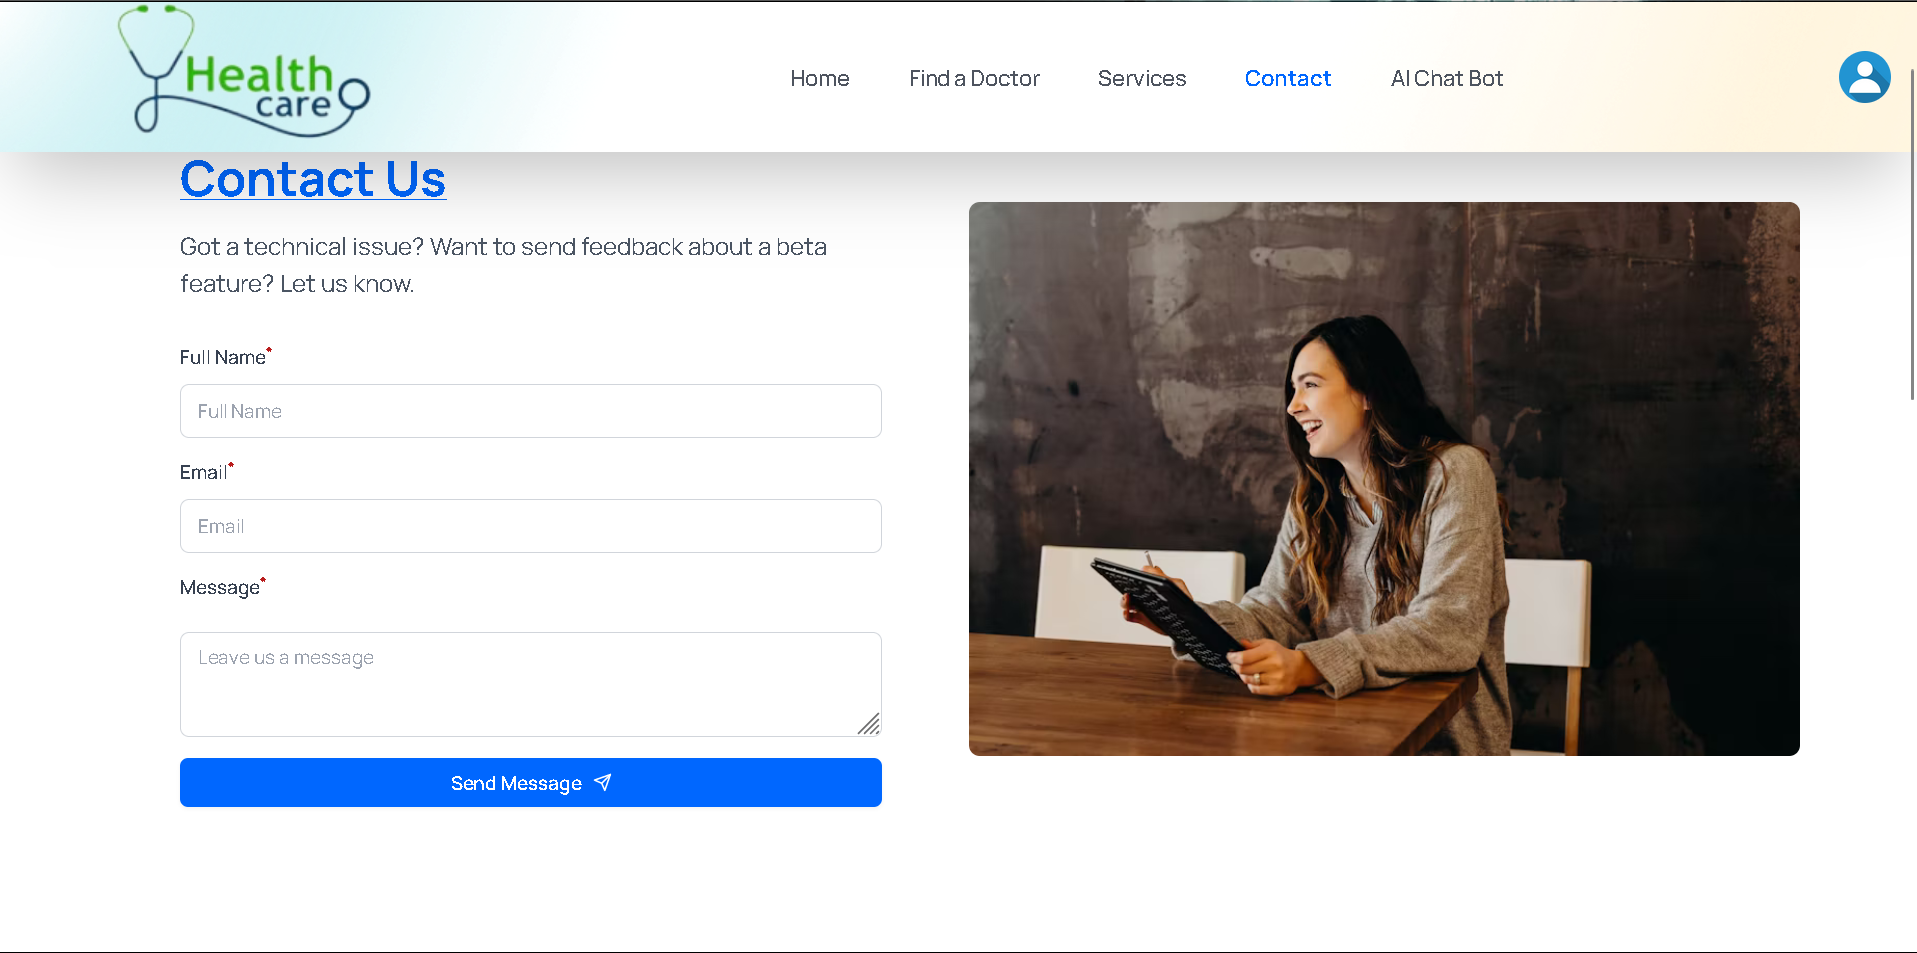 Health
care
Home
Find a Doctor
Services
Contact
AI Chat Bot
Contact Us
Got a technical issue? Want to send feedback about a beta
feature? Let us know.
Full Name*
Full Name
Email*
Email
Message*
Leave us a message
Send Message